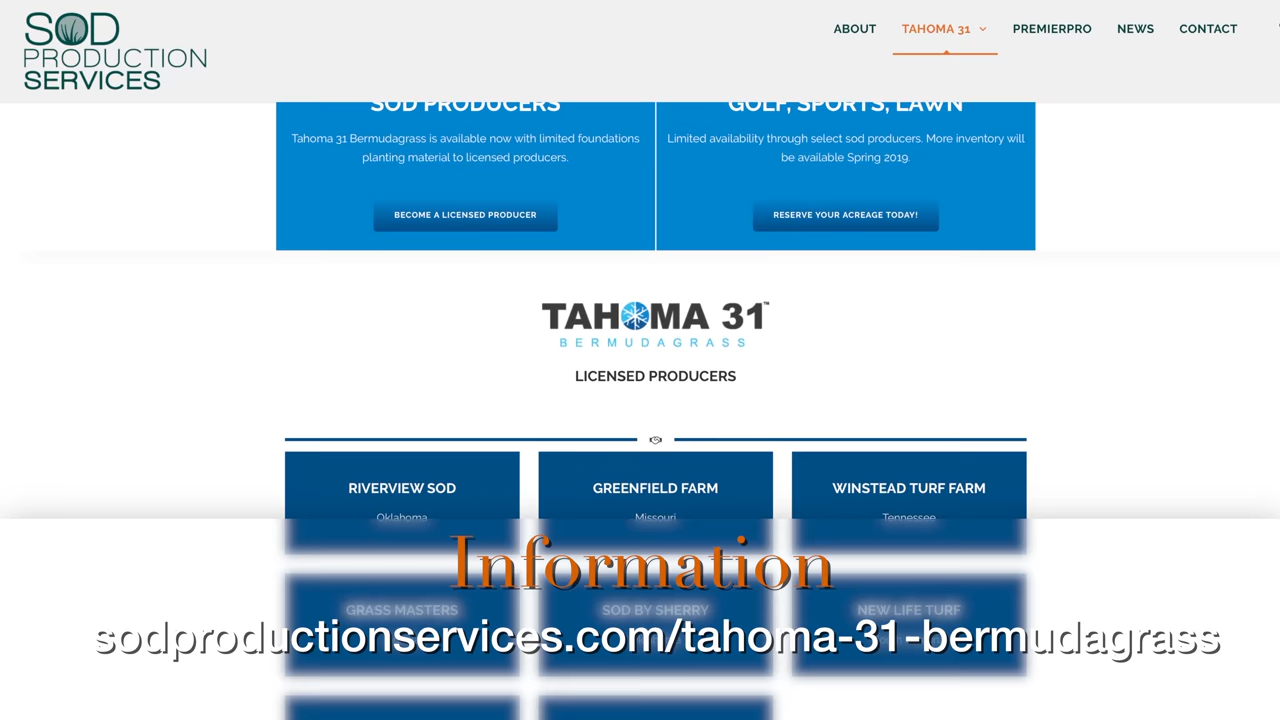 SOD
PRODUCTION
SERVICES
ABOUT
TAHOMA 31
PREMIERPRO
NEWS
CONTACT
SOD PRODUCERS
Tahoma 31 Bermudagrass is available now with limited foundations
planting material to licensed producers.
BECOME A LICENSED PRODUCER
GOLF, SPORTS, LAWN
Limited availability through select sod producers. More inventory will
be available Spring 2019.
RESERVE YOUR ACREAGE TODAY!
TAHOMA 31™
BERMUDAGRASS
LICENSED PRODUCERS
RIVERVIEW SOD
Oklahoma
GREENFIELD FARM
Missouri
WINSTEAD TURF FARM
Tennessee
Information
GRASS MASTERS
SOD BY SHERRY
NEW LIFE TURF
sodproductionservices.com/tahoma-31-bermudagrass